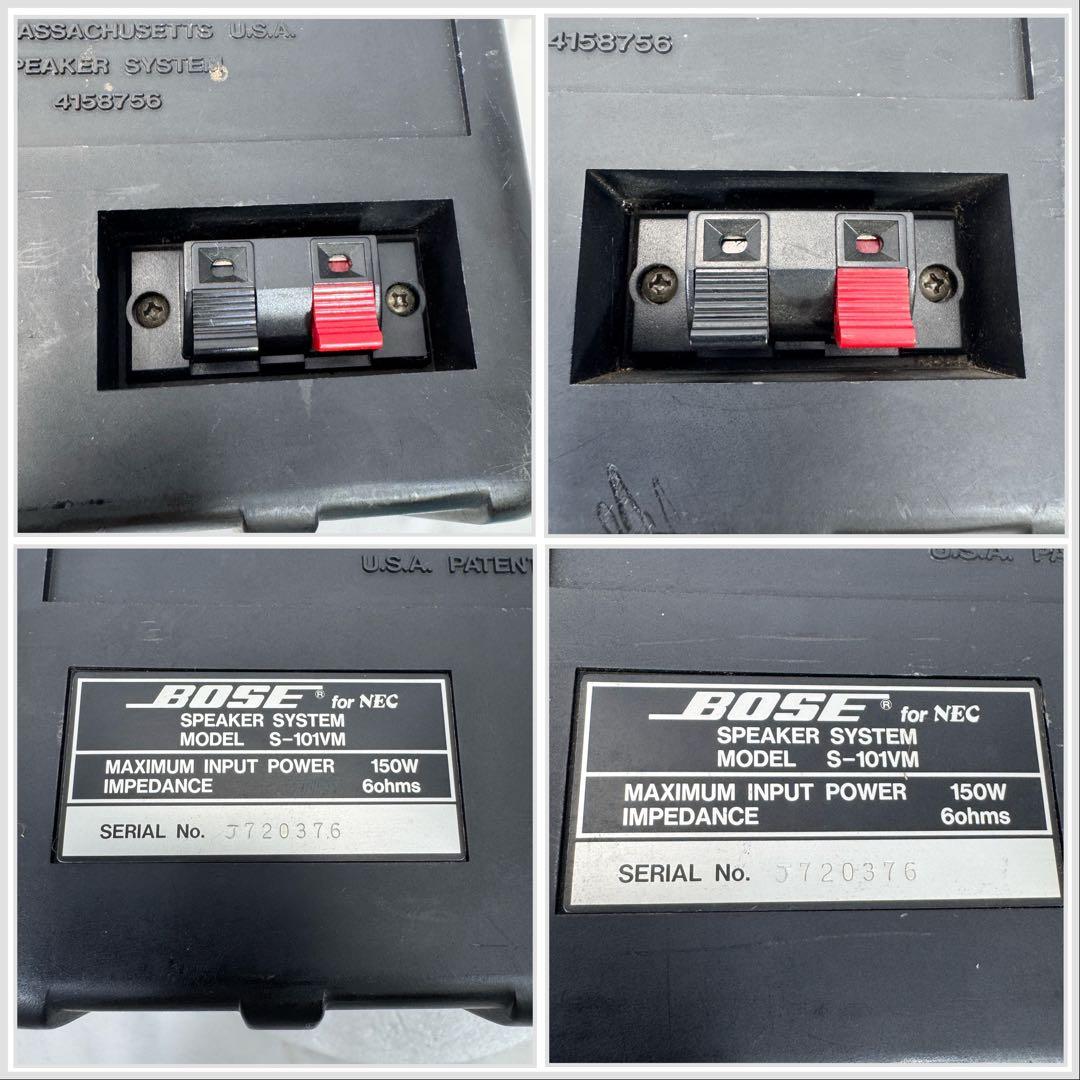 ASSACHUSETTS U.S.A.
PEAKER SYSTEM
4158756
4158756
U.S.A. PATENT
BOSE® for NEC
SPEAKER SYSTEM
MODEL S-101VM
MAXIMUM INPUT POWER 150W
IMPEDANCE 6ohms
SERIAL No. J720376
U.S.A. PA
BOSE® for NEC
SPEAKER SYSTEM
MODEL S-101VM
MAXIMUM INPUT POWER 150W
IMPEDANCE 6ohms
SERIAL No. J720376